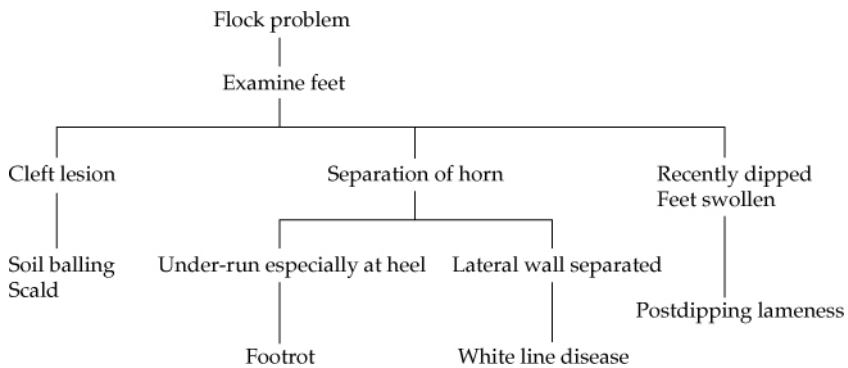 Flock problem
Examine feet
Cleft lesion
Separation of horn
Recently dipped
Feet swollen
Soil balling
Scald
Under-run especially at heel
Lateral wall separated
Postdipping lameness
Footrot
White line disease